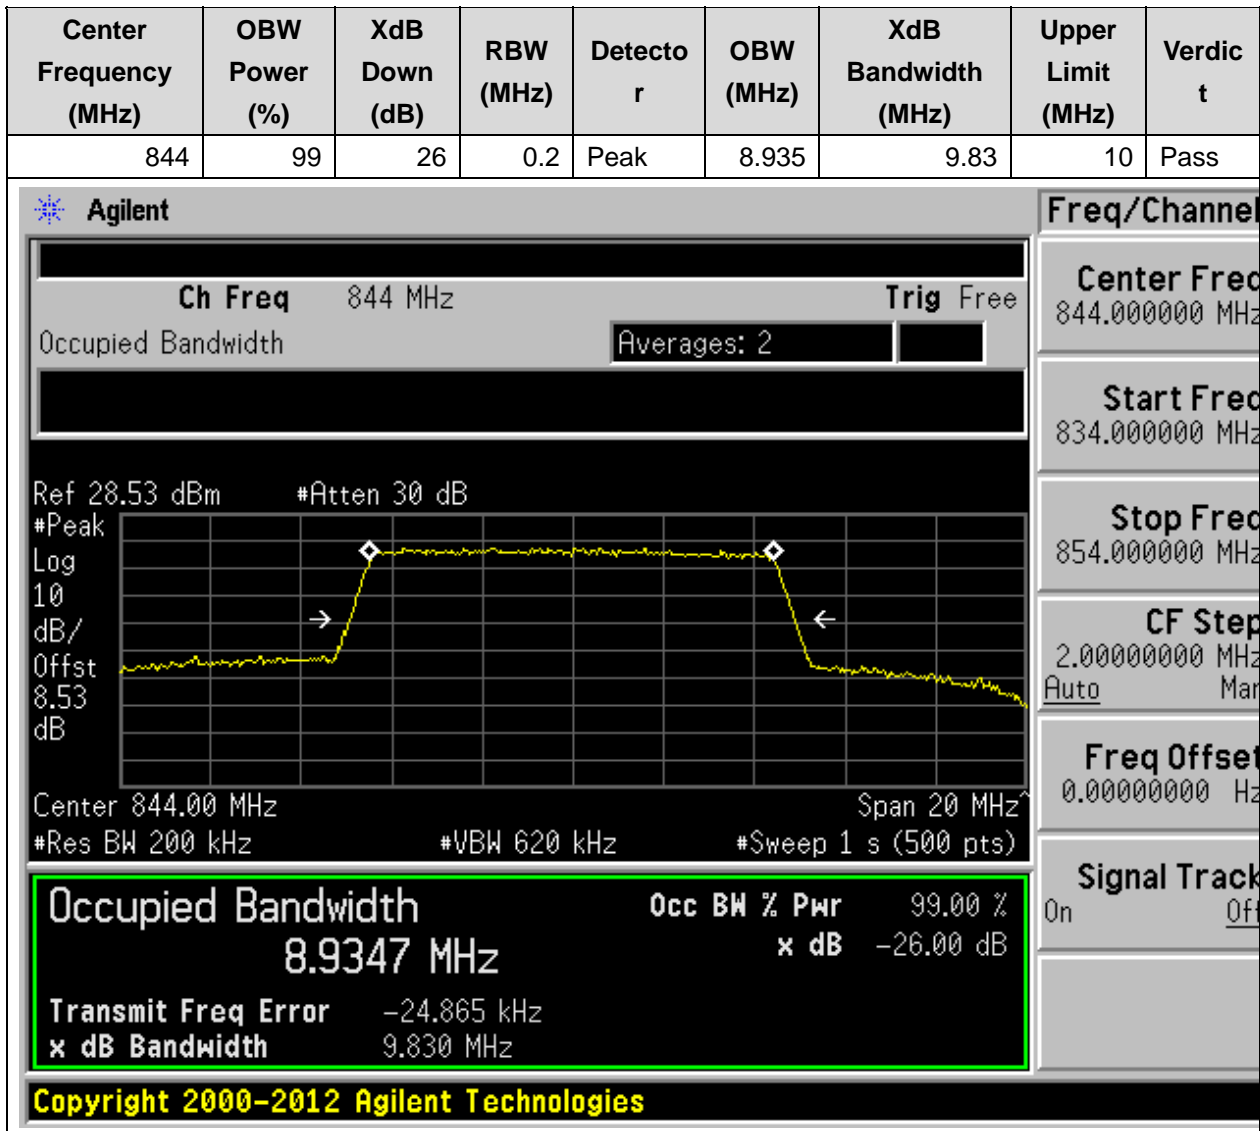 Center Frequency (MHz) OBW Power (%) XdB Down (dB) RBW (MHz) Detecto r OBW (MHz) XdB Bandwidth (MHz) Upper Limit (MHz) Verdic t
844 99 26 0.2 Peak 8.935 9.83 10 Pass
Agilent
Freq/Channel
Ch Freq 844 MHz Trig Free
Occupied Bandwidth Averages: 2
Ref 28.53 dBm #Atten 30 dB
#Peak
Log
10
dB/
Offst
8.53
dB
Center 844.00 MHz Span 20 MHz^
#Res BW 200 kHz #VBW 620 kHz #Sweep 1 s (500 pts)
Occupied Bandwidth
8.9347 MHz
Occ BW % Pwr 99.00 %
x dB -26.00 dB
Transmit Freq Error -24.865 kHz
x dB Bandwidth 9.830 MHz
Center Freq
844.000000 MHz
Start Freq
834.000000 MHz
Stop Freq
854.000000 MHz
CF Step
2.00000000 MHz
Auto Man
Freq Offset
0.00000000 Hz
Signal Track
On Off
Copyright 2000-2012 Agilent Technologies